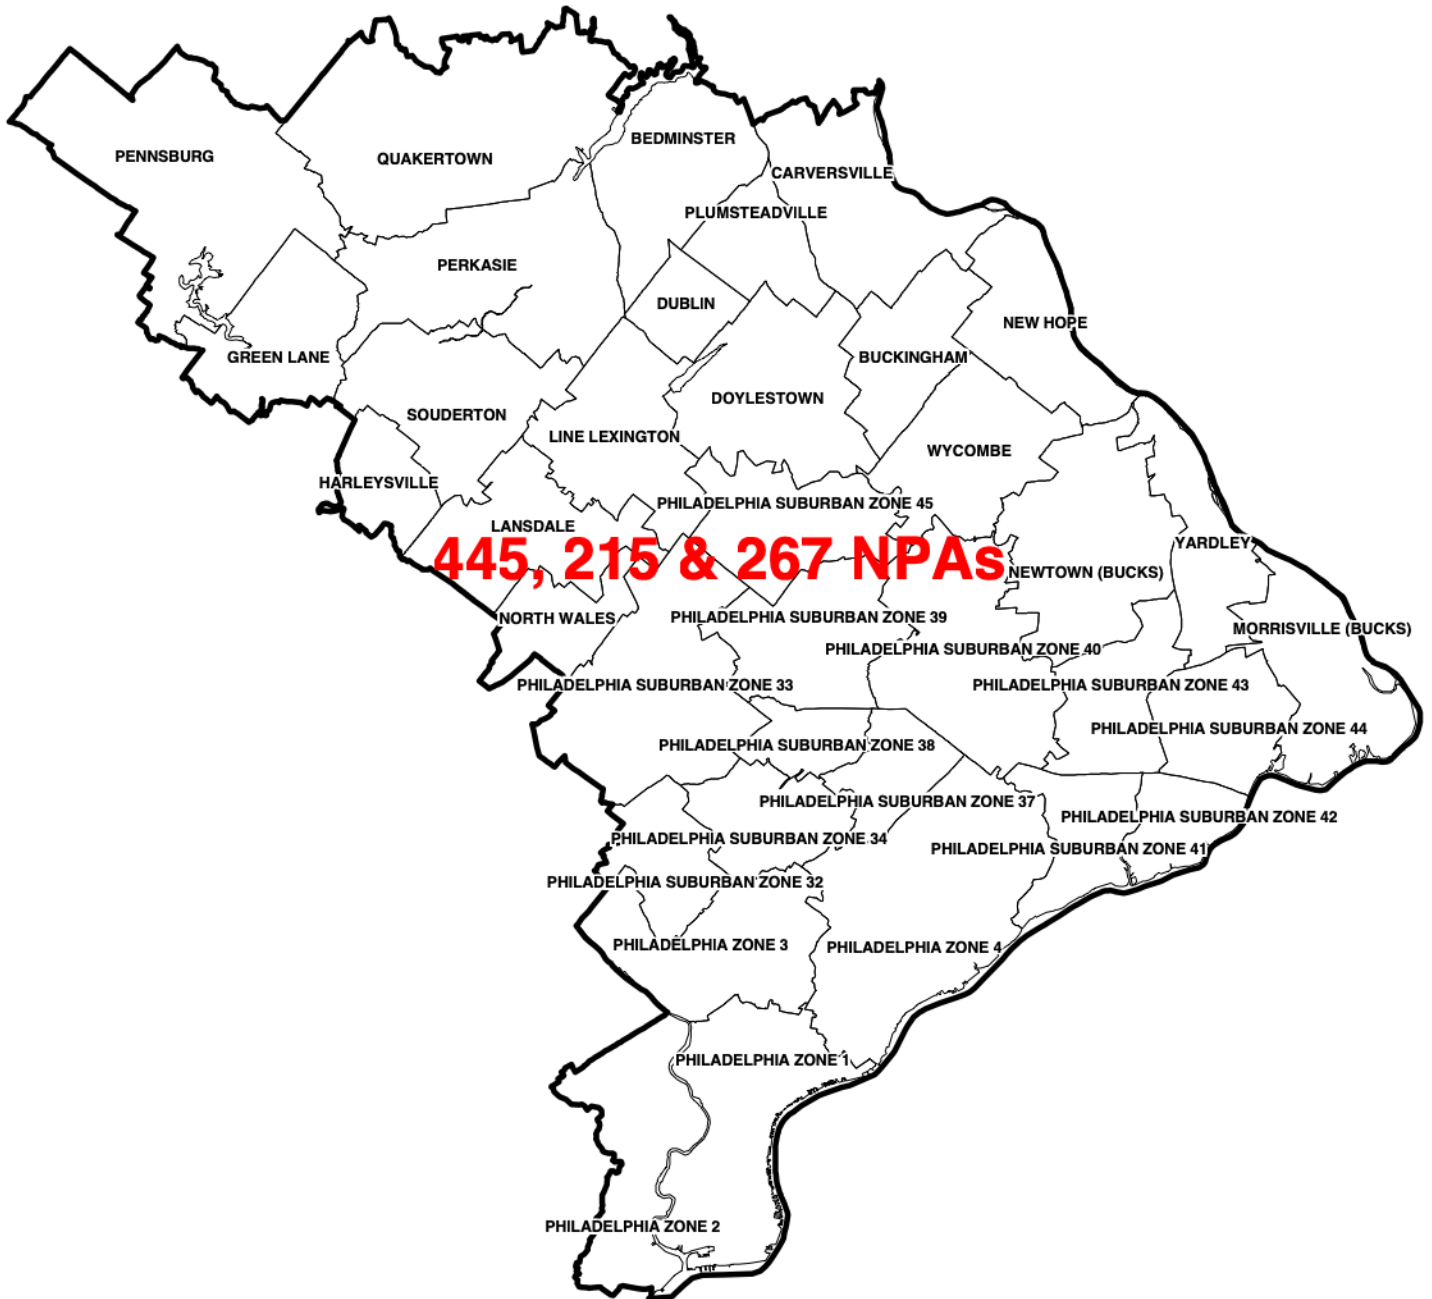 BEDMINSTER
PENNSBURG
QUAKERTOWN
CARVERSVILLE
PLUMSTEADVILLE
PERKASIE
DUBLIN
NEW HOPE
GREEN LANE
BUCKINGHAM
DOYLESTOWN
SOUDERTON
LINE LEXINGTON
WYCOMBE
HARLEYSVILLE
PHILADELPHIA SUBURBAN ZONE 45
LANSDALE
YARDLEY
445, 215 & 267 NPAs
NEWTOWN (BUCKS)
NORTH WALES
PHILADELPHIA SUBURBAN ZONE 39
MORRISVILLE (BUCKS)
PHILADELPHIA SUBURBAN ZONE 40
PHILADELPHIA SUBURBAN ZONE 33
PHILADELPHIA SUBURBAN ZONE 43
PHILADELPHIA SUBURBAN ZONE 44
PHILADELPHIA SUBURBAN ZONE 38
PHILADELPHIA SUBURBAN ZONE 37
PHILADELPHIA SUBURBAN ZONE 42
PHILADELPHIA SUBURBAN ZONE 34
PHILADELPHIA SUBURBAN ZONE 41
PHILADELPHIA SUBURBAN ZONE 32
PHILADELPHIA ZONE 3
PHILADELPHIA ZONE 4
PHILADELPHIA ZONE 1
PHILADELPHIA ZONE 2